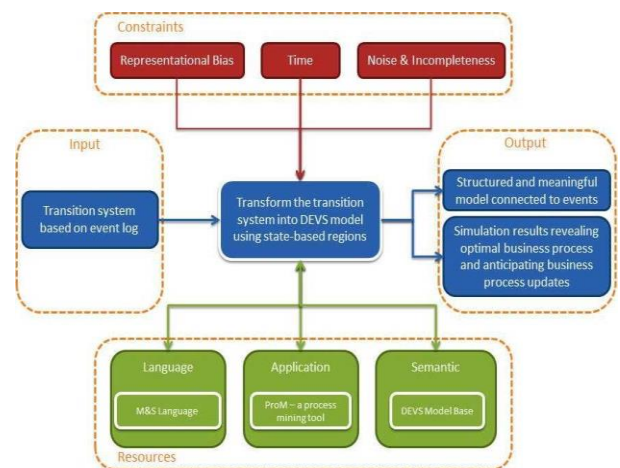 Constraints
Representational Bias
Time
Noise & Incompleteness
Input
Transition system
based on event log
Transform the transition
system into DEVS model
using state-based regions
Output
Structured and meaningful
model connected to events
Simulation results revealing
optimal business process
and anticipating business
process updates
Language
M&S Language
Application
ProM – a process
mining tool
Semantic
DEVS Model Base
Resources